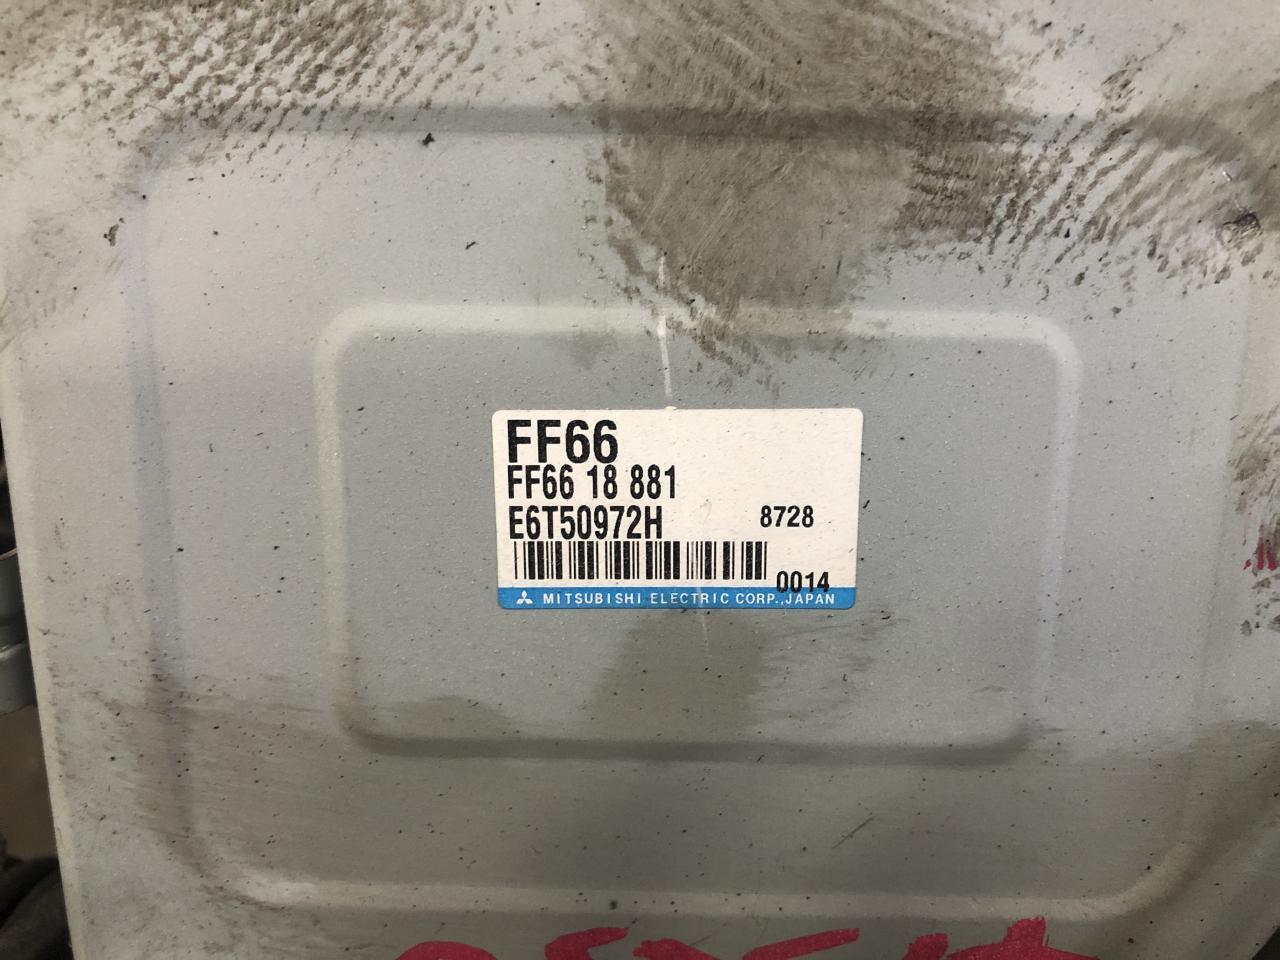 FF66
FF66 18 881
E6T50972H 8728
0014
MITSUBISHI ELECTRIC CORP.,JAPAN